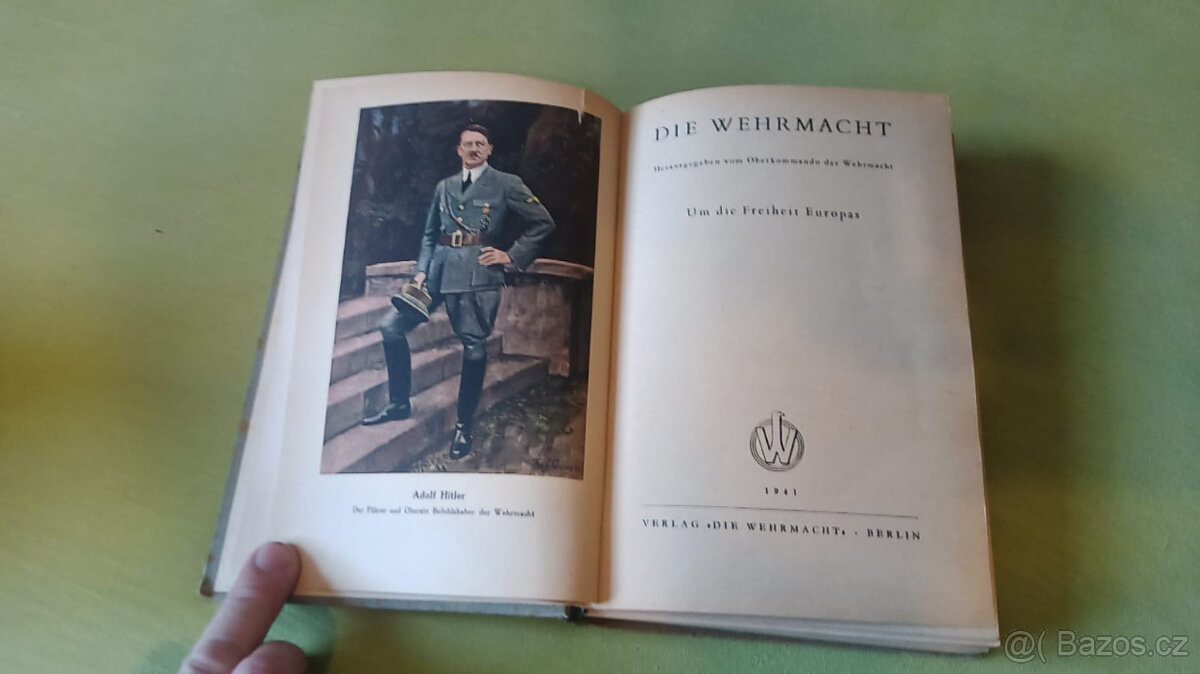 Adolf Hitler
Der Führer und Oberste Befehlshaber der Wehrmacht
DIE WEHRMACHT
Herausgegeben vom Oberkommando der Wehrmacht
Um die Freiheit Europas
W
1941
VERLAG »DIE WEHRMACHT« · BERLIN
@( Bazos.cz